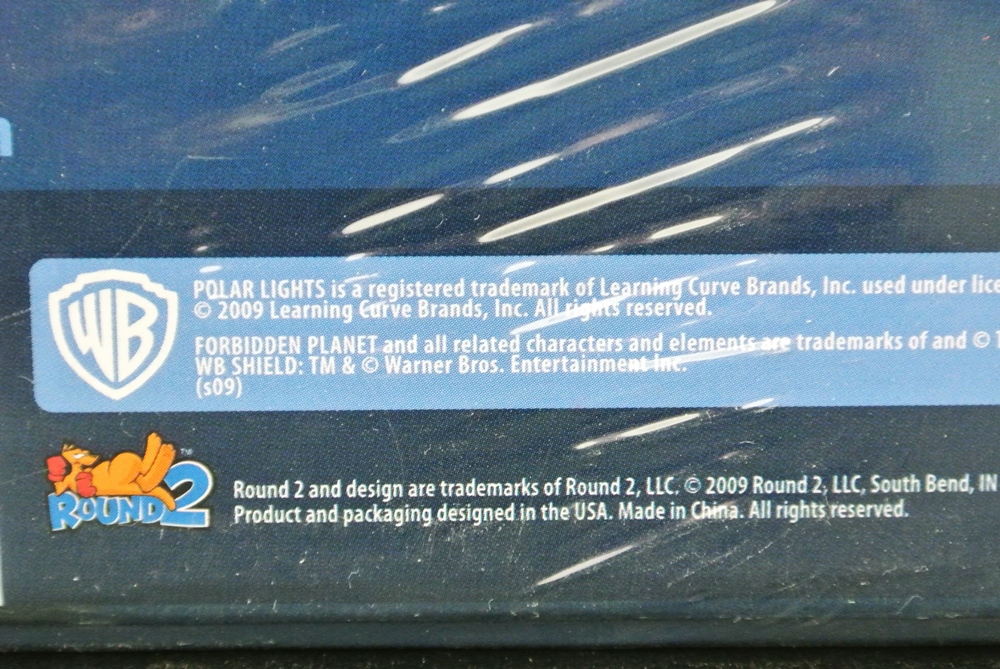 WB
POLAR LIGHTS is a registered trademark of Learning Curve Brands, Inc. used under lice
© 2009 Learning Curve Brands, Inc. All rights reserved.
FORBIDDEN PLANET and all related characters and elements are trademarks of and ©
WB SHIELD: TM & © Warner Bros. Entertainment Inc.
(s09)
ROUND 2 ™
Round 2 and design are trademarks of Round 2, LLC. © 2009 Round 2, LLC, South Bend, IN
Product and packaging designed in the USA. Made in China. All rights reserved.